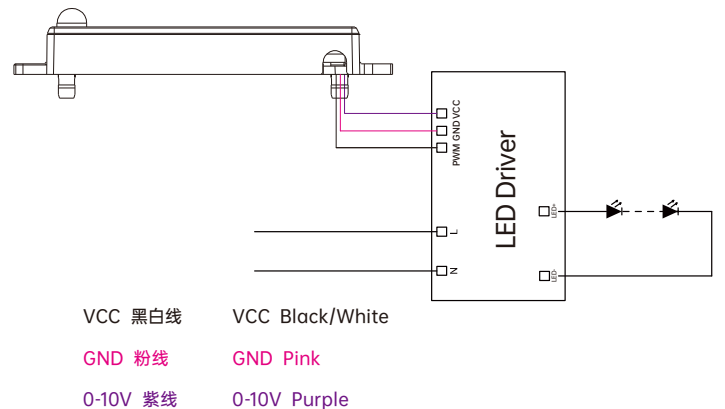 VCC
GND
PWM
LED Driver
LED+
L
N
LED-
VCC 黑白线 VCC Black/White
GND 粉线 GND Pink
0-10V 紫线 0-10V Purple